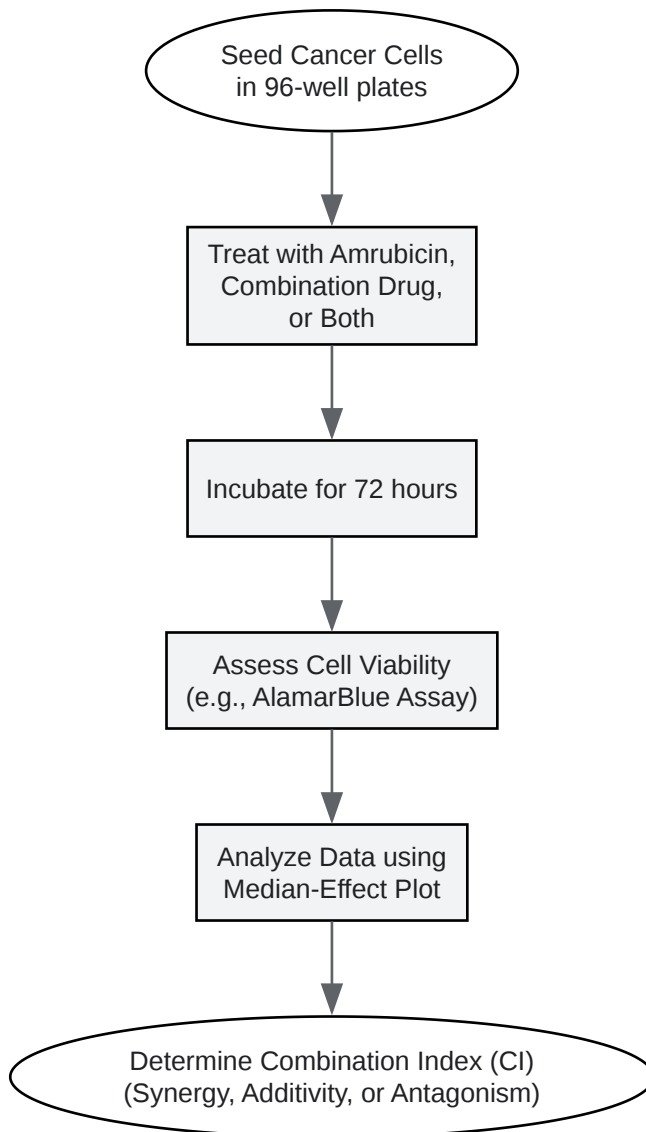 Seed Cancer Cells
in 96-well plates
Treat with Amrubicin,
Combination Drug,
or Both
Incubate for 72 hours
Assess Cell Viability
(e.g., AlamarBlue Assay)
Analyze Data using
Median-Effect Plot
Determine Combination Index (CI)
(Synergy, Additivity, or Antagonism)